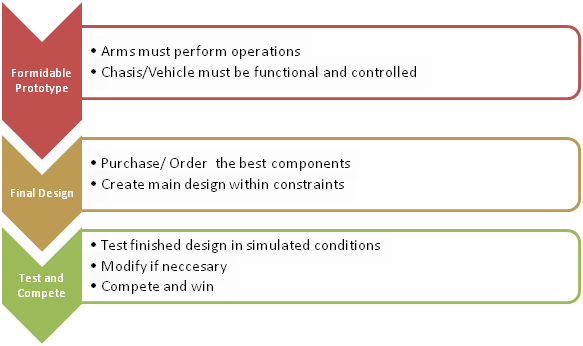 Formidable
Prototype
• Arms must perform operations
• Chasis/Vehicle must be functional and controlled
Final Design
• Purchase/ Order the best components
• Create main design within constraints
Test and
Compete
• Test finished design in simulated conditions
• Modify if neccesary
• Compete and win